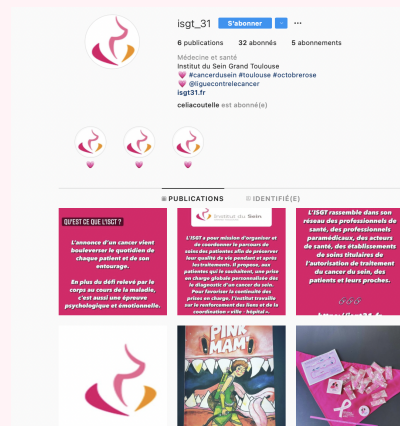 isgt_31 S'abonner ...
6 publications 32 abonnés 5 abonnements
Médecine et santé
Institut du Sein Grand Toulouse
#cancerdusein #toulouse #octobrerose
@liguecontrelecancer
isgt31.fr
celiacoutelle est abonné(e)
PUBLICATIONS IDENTIFIÉ(E)
QU'EST CE QUE L'ISGT ?
L'annonce d'un cancer vient
bouleverser le quotidien de
chaque patient et de son
entourage.
En plus du défi relevé par le
corps au cours de la maladie,
c'est aussi une épreuve
psychologique et émotionnelle.
Institut du Sein
L'ISGT a pour mission d'organiser et
de coordonner le parcours de
soins des patients afin de préserver
leur qualité de vie pendant et après
les traitements. Il propose, aux
patientes qui le souhaitent, une prise
en charge globale personnalisée dès
le diagnostic d'un cancer du sein.
Pour favoriser la continuité des
prises en charge, l'institut travaille
sur le renforcement des liens et de la
coordination « ville - hôpital ».
L'ISGT rassemble dans son
réseau des professionnels de
santé, des professionnels
paramédicaux, des acteurs
de santé, des établissements
de soins titulaires de
l'autorisation de traitement
du cancer du sein, des
patients et leurs proches.
https://isgt31.fr
PINK
MAM'